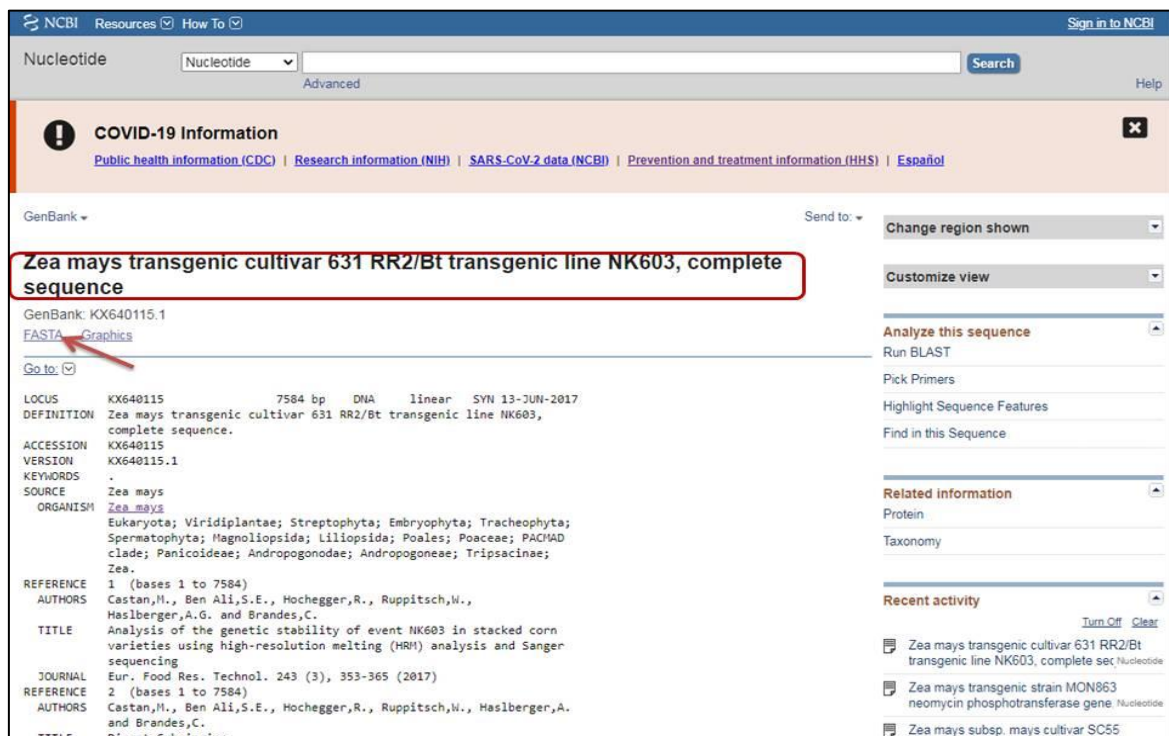 NCBI Resources How To Sign in to NCBI
Nucleotide Nucleotide Search
Advanced Help
COVID-19 Information
Public health information (CDC) | Research information (NIH) | SARS-CoV-2 data (NCBI) | Prevention and treatment information (HHS) | Español
GenBank Send to:
Change region shown
Zea mays transgenic cultivar 631 RR2/Bt transgenic line NK603, complete
sequence
Customize view
GenBank: KX640115.1
FASTA Graphics
Analyze this sequence
Run BLAST
Pick Primers
Highlight Sequence Features
Find in this Sequence
Go to:
LOCUS KX640115 7584 bp DNA linear SYN 13-JUN-2017
DEFINITION Zea mays transgenic cultivar 631 RR2/Bt transgenic line NK603,
complete sequence.
ACCESSION KX640115
VERSION KX640115.1
KEYWORDS .
SOURCE Zea mays
ORGANISM Zea mays
Eukaryota; Viridiplantae; Streptophyta; Embryophyta; Tracheophyta;
Spermatophyta; Magnoliopsida; Liliopsida; Poales; Poaceae; PACMAD
clade; Panicoideae; Andropogonodae; Andropogoneae; Tripsacinae;
Zea.
REFERENCE 1 (bases 1 to 7584)
AUTHORS Castan,M., Ben Ali,S.E., Hochegger,R., Ruppitsch,W.,
Haslberger,A.G. and Brandes,C.
TITLE Analysis of the genetic stability of event NK603 in stacked corn
varieties using high-resolution melting (HRM) analysis and Sanger
sequencing
JOURNAL Eur. Food Res. Technol. 243 (3), 353-365 (2017)
REFERENCE 2 (bases 1 to 7584)
AUTHORS Castan,M., Ben Ali,S.E., Hochegger,R., Ruppitsch,W., Haslberger,A.
and Brandes,C.
Related information
Protein
Taxonomy
Recent activity
Turn Off Clear
Zea mays transgenic cultivar 631 RR2/Bt
transgenic line NK603, complete sec Nucleotide
Zea mays transgenic strain MON863
neomycin phosphotransferase gene Nucleotide
Zea mays subsp. mays cultivar SC55